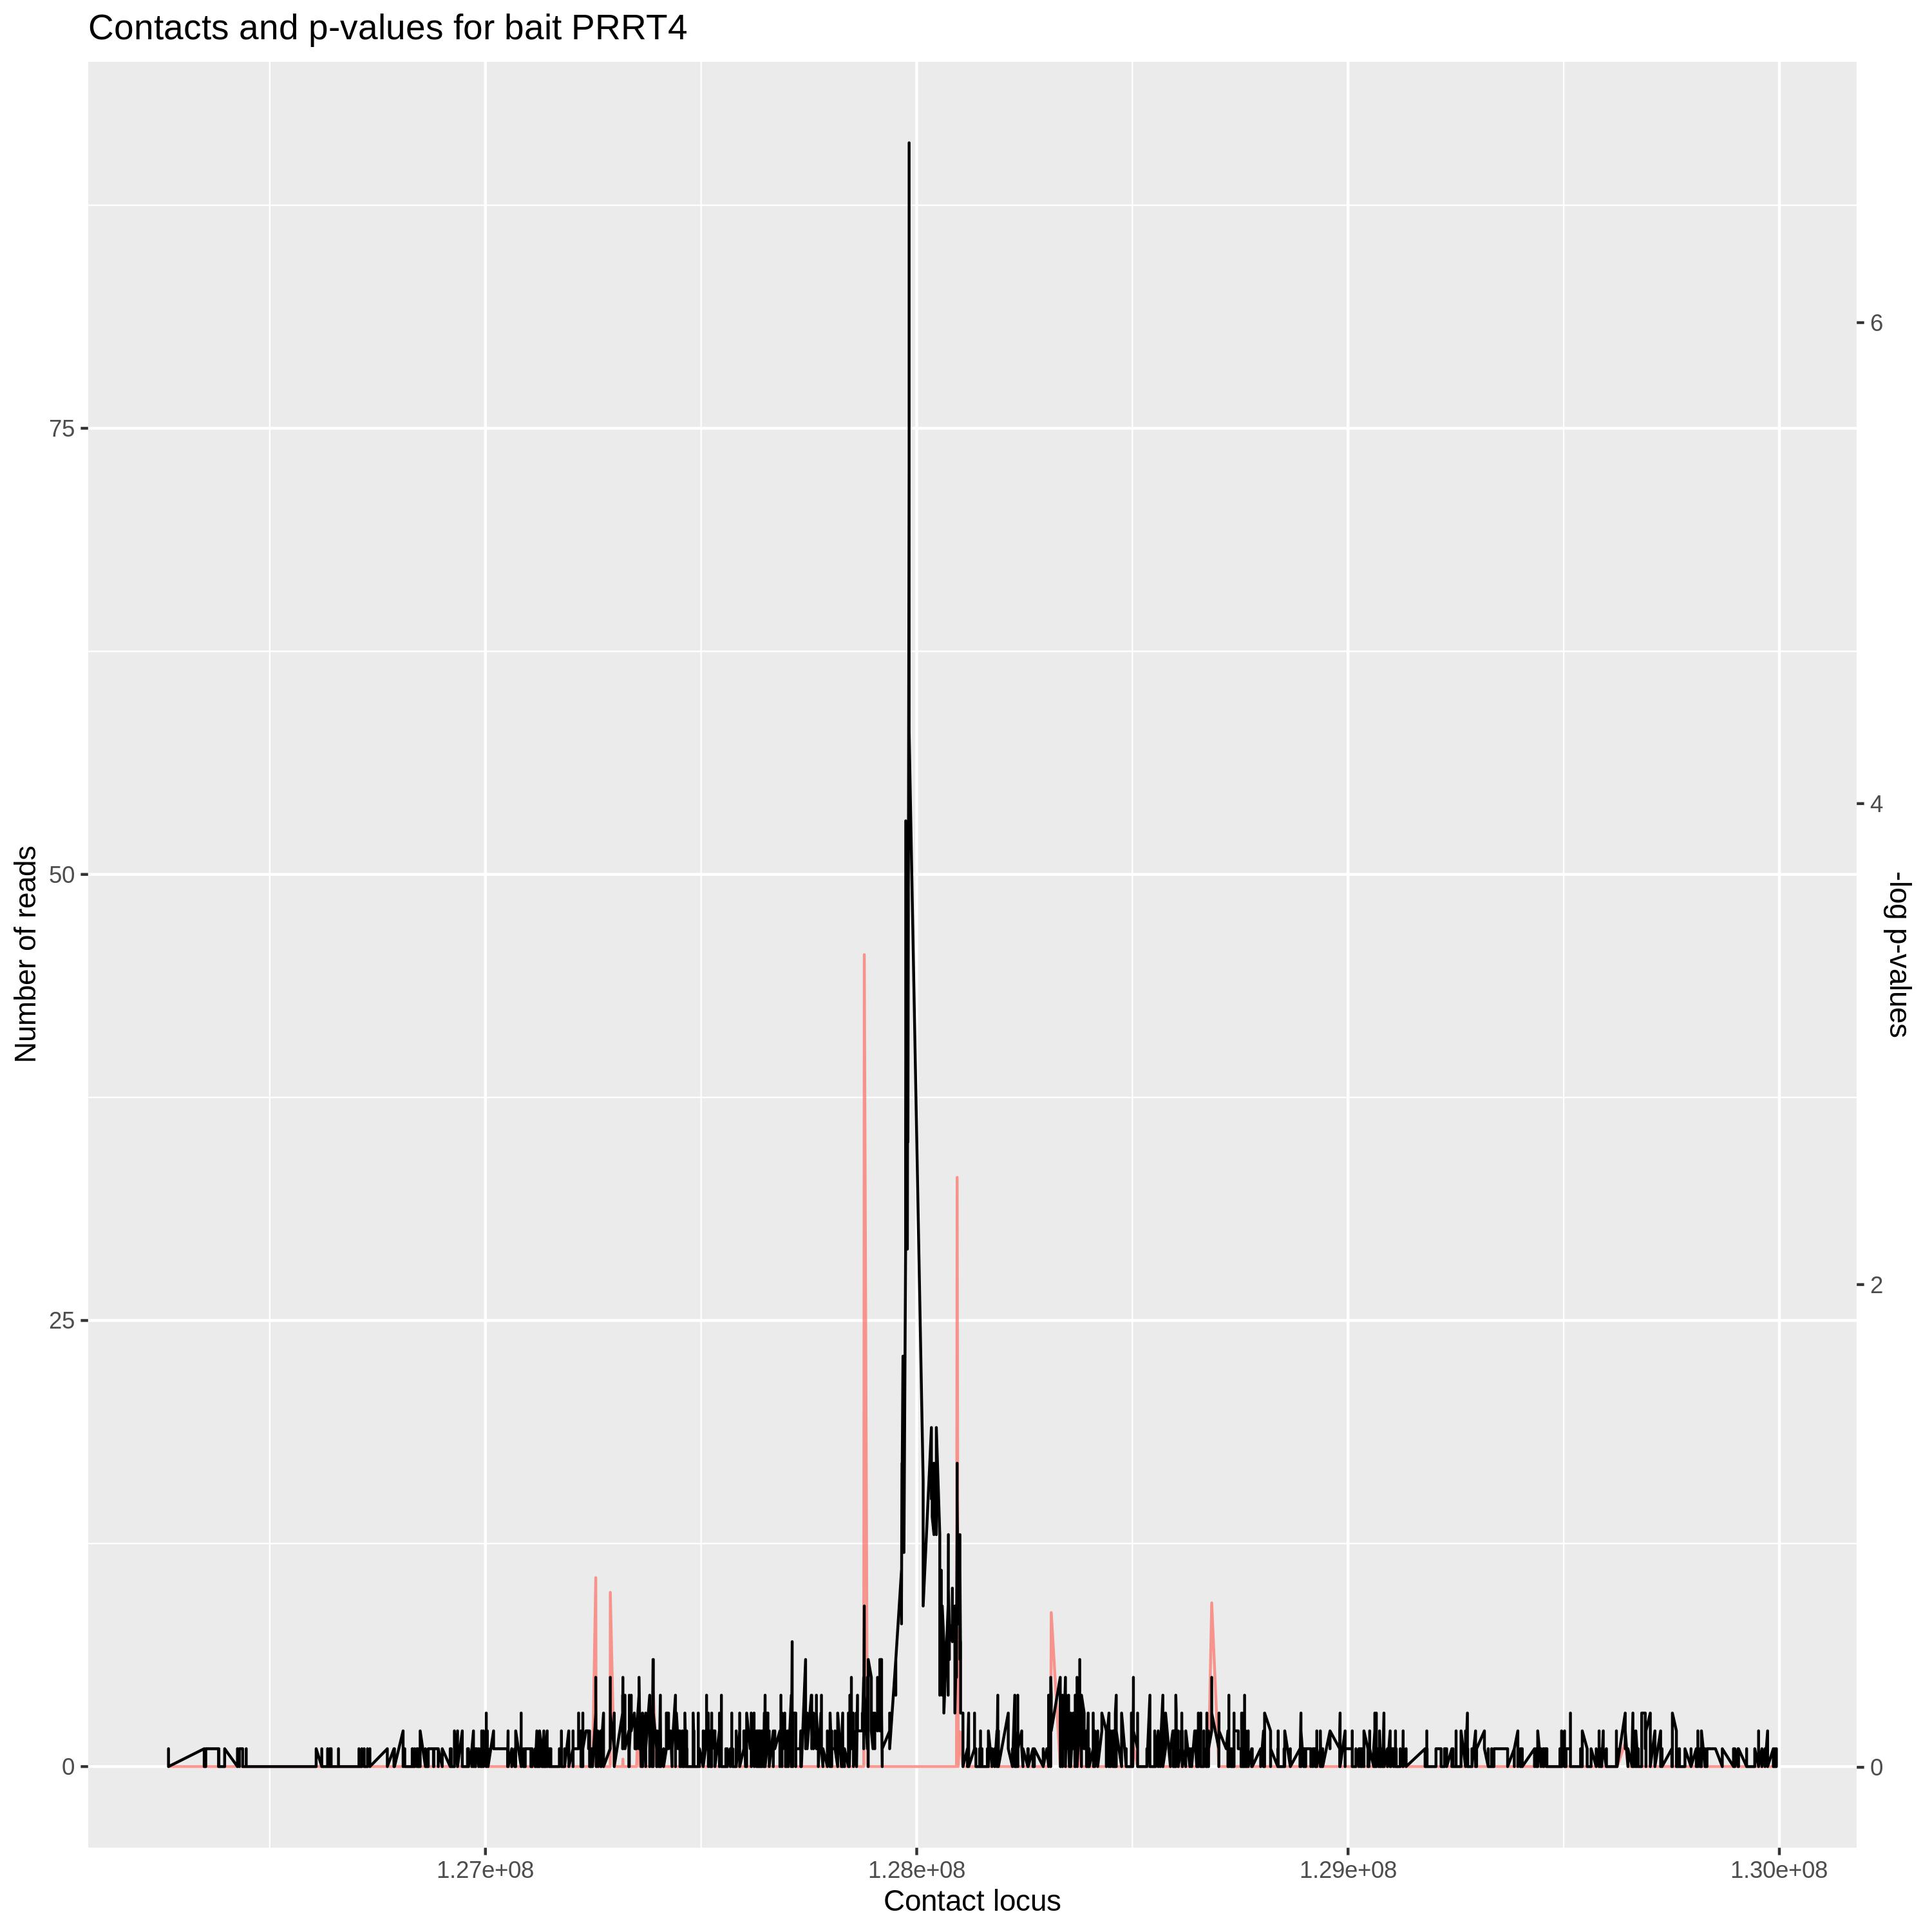 Contacts and p-values for bait PRRT4
Number of reads
75
50
25
0
6
4
2
0
-log p-values
1.27e+08
1.28e+08
1.29e+08
1.30e+08
Contact locus